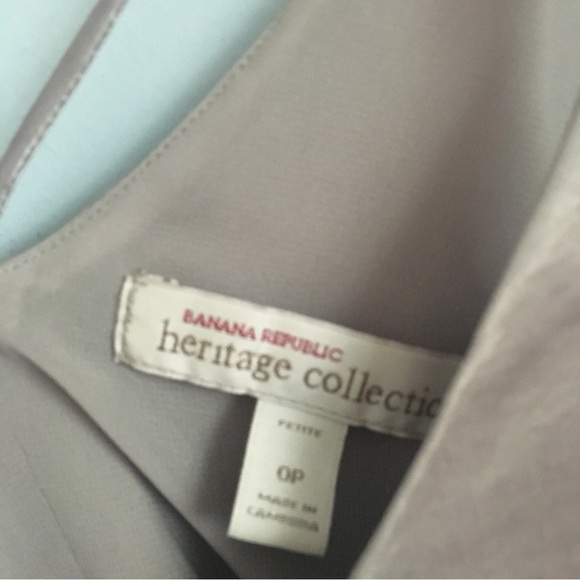 BANANA REPUBLIC
heritage collectio
PETITE
0P
MADE IN
CAMBODIA